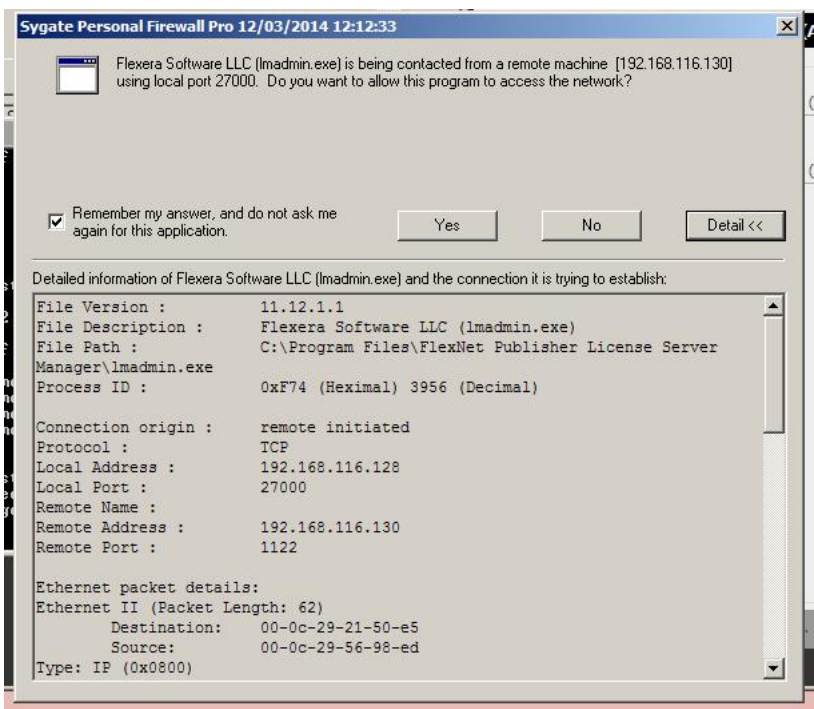 Sygate Personal Firewall Pro 12/03/2014 12:12:33
Flexera Software LLC (lmadmin.exe) is being contacted from a remote machine [192.168.116.130]
using local port 27000. Do you want to allow this program to access the network?
Remember my answer, and do not ask me
again for this application.
Yes
No
Detail <<
Detailed information of Flexera Software LLC (lmadmin.exe) and the connection it is trying to establish:
File Version : 11.12.1.1
File Description : Flexera Software LLC (lmadmin.exe)
File Path : C:\Program Files\FlexNet Publisher License Server
Manager\lmadmin.exe
Process ID : 0xF74 (Heximal) 3956 (Decimal)
Connection origin : remote initiated
Protocol : TCP
Local Address : 192.168.116.128
Local Port : 27000
Remote Name :
Remote Address : 192.168.116.130
Remote Port : 1122
Ethernet packet details:
Ethernet II (Packet Length: 62)
Destination: 00-0c-29-21-50-e5
Source: 00-0c-29-56-98-ed
Type: IP (0x0800)